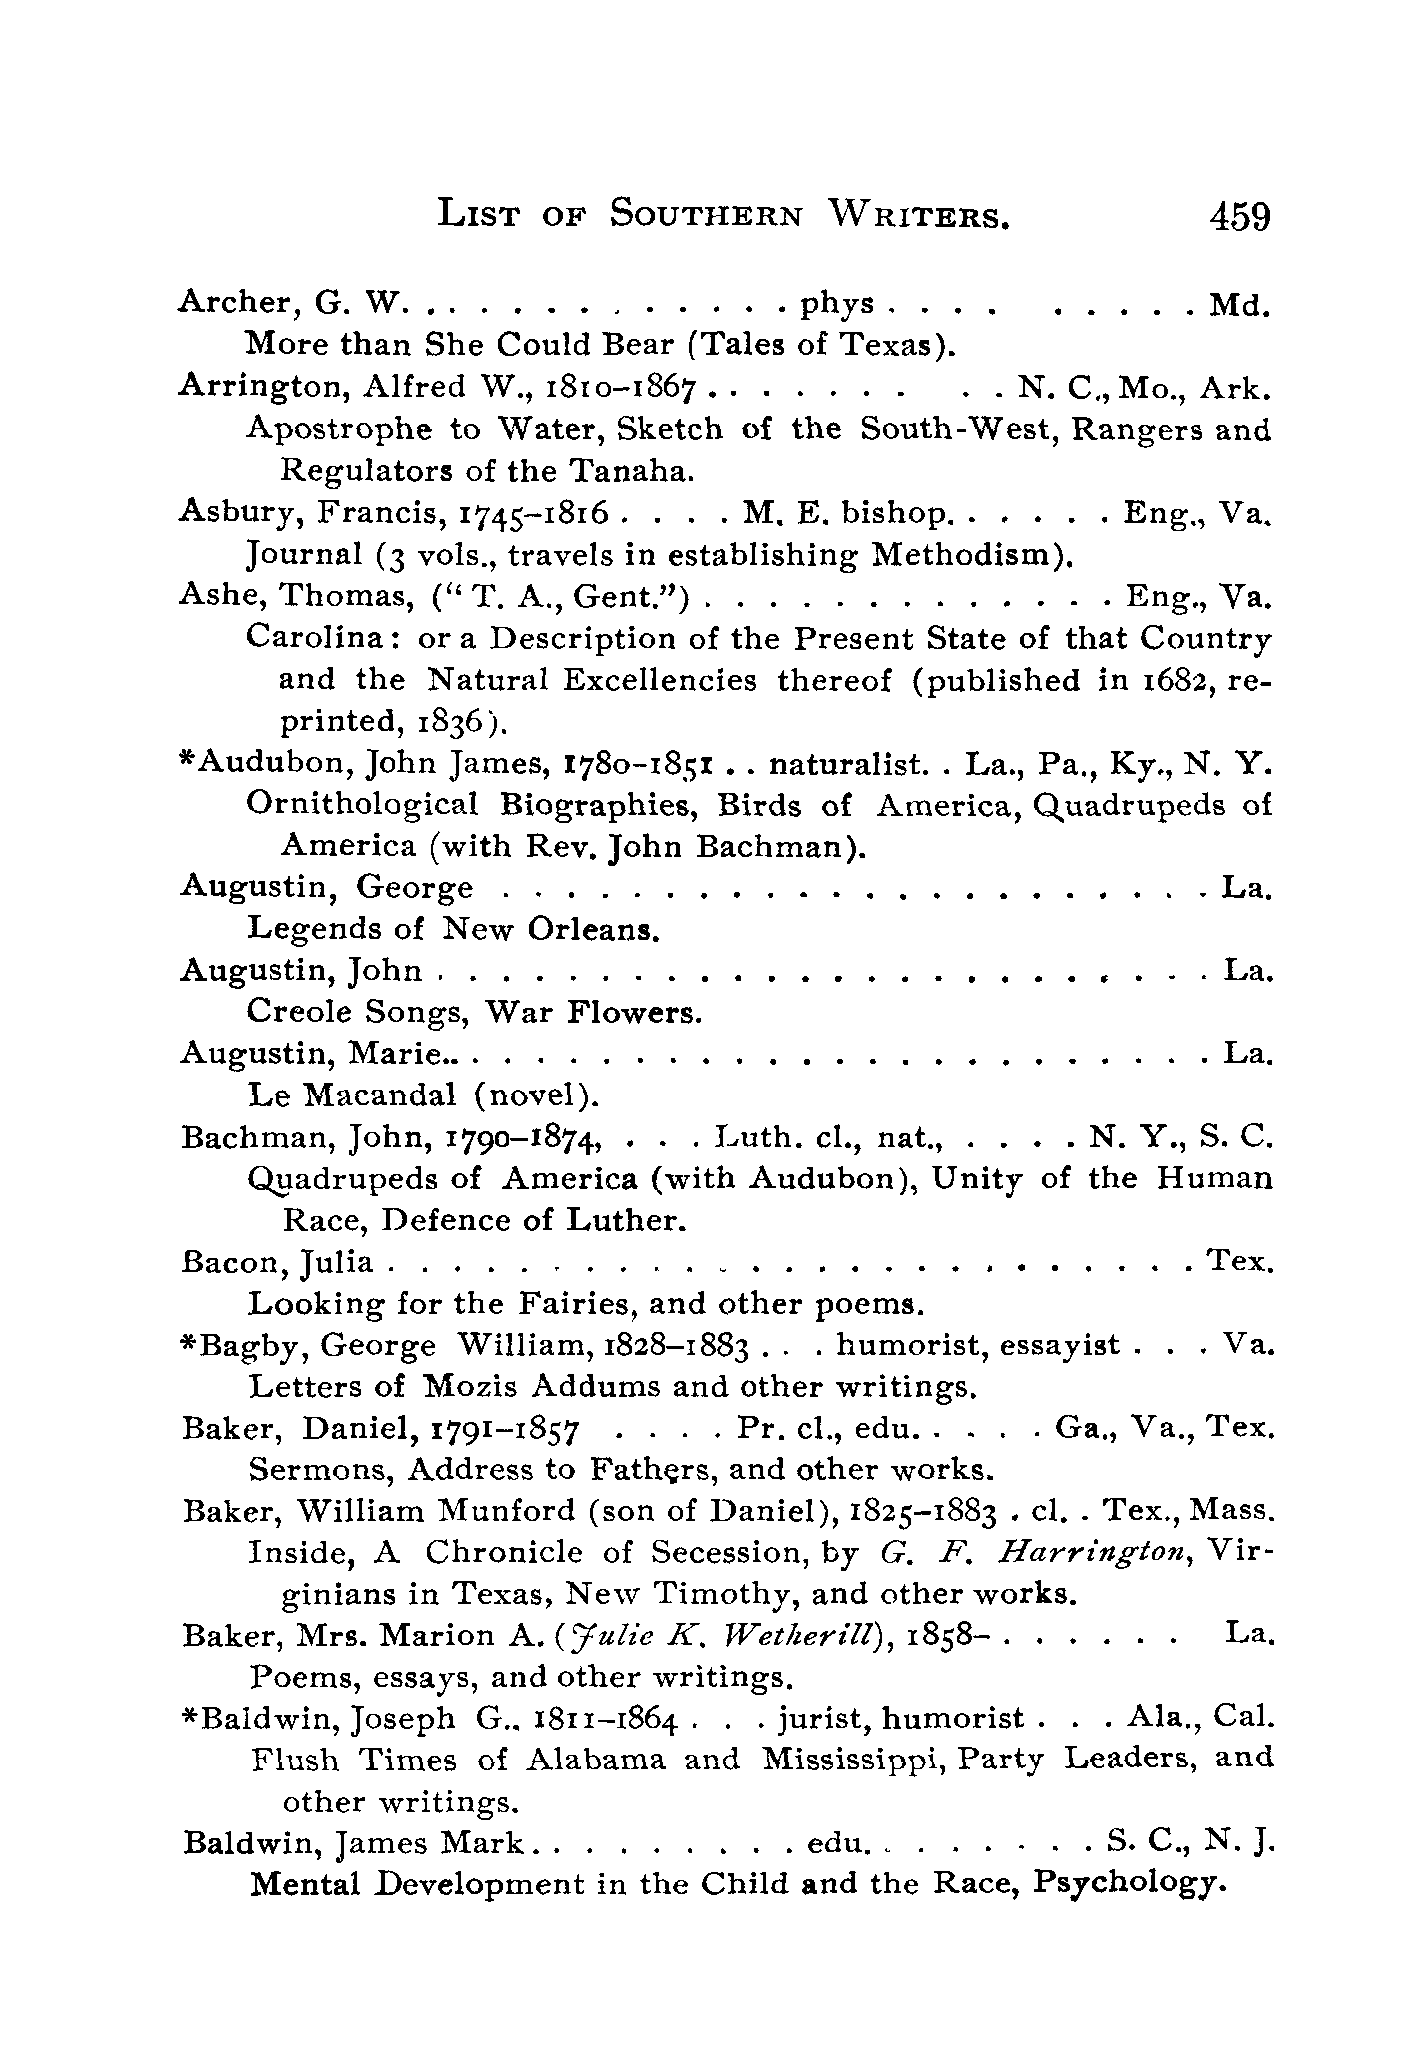 LIST OF SOUTHERN WRITERS. 459
Archer, G. W. . . . . . . . . . . . . phys . . . . . . . . . Md.
More than She Could Bear (Tales of Texas).
Arrington, Alfred W., 1810–1867 . . . . . . . . . N. C., Mo., Ark.
Apostrophe to Water, Sketch of the South-West, Rangers and
Regulators of the Tanaha.
Asbury, Francis, 1745–1816 . . . . M. E. bishop. . . . . . Eng., Va.
Journal (3 vols., travels in establishing Methodism).
Ashe, Thomas, (“ T. A., Gent.”) . . . . . . . . . . . . . Eng., Va.
Carolina: or a Description of the Present State of that Country
and the Natural Excellencies thereof (published in 1682, re-
printed, 1836).
*Audubon, John James, 1780–1851 . . naturalist. . La., Pa., Ky., N. Y.
Ornithological Biographies, Birds of America, Quadrupeds of
America (with Rev. John Bachman).
Augustin, George . . . . . . . . . . . . . . . . . . . . . . La.
Legends of New Orleans.
Augustin, John . . . . . . . . . . . . . . . . . . . . . . . . La.
Creole Songs, War Flowers.
Augustin, Marie.. . . . . . . . . . . . . . . . . . . . . . . . La.
Le Macandal (novel).
Bachman, John, 1790–1874, . . . Luth. cl., nat., . . . . N. Y., S. C.
Quadrupeds of America (with Audubon), Unity of the Human
Race, Defence of Luther.
Bacon, Julia . . . . . . . . . . . . . . . . . . . . . . . . . Tex.
Looking for the Fairies, and other poems.
*Bagby, George William, 1828–1883 . . . humorist, essayist . . . Va.
Letters of Mozis Addums and other writings.
Baker, Daniel, 1791–1857 . . . . Pr. cl., edu. . . . . Ga., Va., Tex.
Sermons, Address to Fathers, and other works.
Baker, William Munford (son of Daniel), 1825–1883 . cl. . Tex., Mass.
Inside, A Chronicle of Secession, by G. F. Harrington, Vir-
ginians in Texas, New Timothy, and other works.
Baker, Mrs. Marion A. (Julie K. Wetherill), 1858– . . . . . . La.
Poems, essays, and other writings.
*Baldwin, Joseph G., 1811–1864 . . . jurist, humorist . . . Ala., Cal.
Flush Times of Alabama and Mississippi, Party Leaders, and
other writings.
Baldwin, James Mark. . . . . . . . . edu. . . . . . . . S. C., N. J.
Mental Development in the Child and the Race, Psychology.